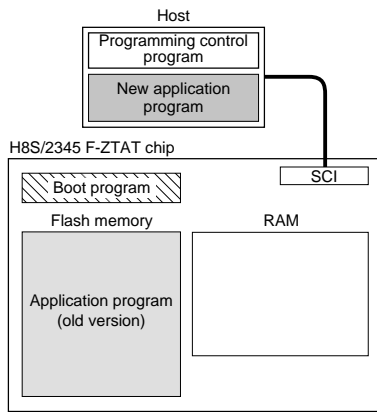 Host
Programming control
program
New application
program
H8S/2345 F-ZTAT chip
SCI
Boot program
Flash memory
RAM
Application program
(old version)